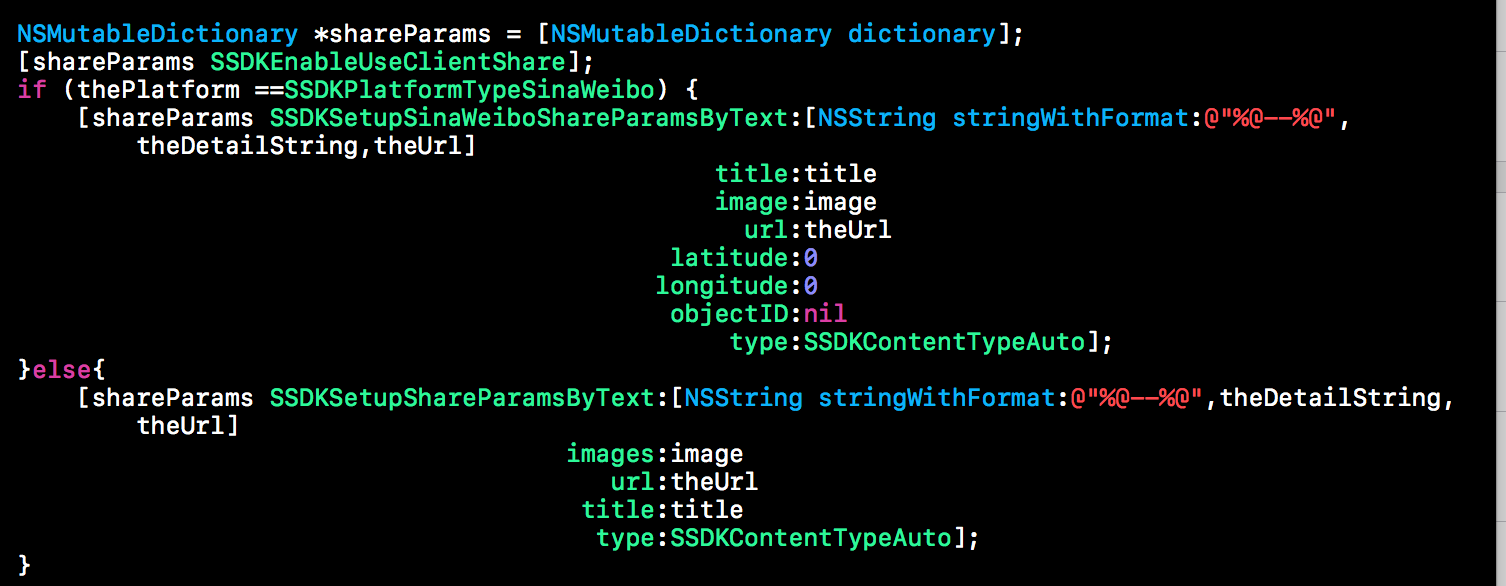 NSMutableDictionary *shareParams = [NSMutableDictionary dictionary];
[shareParams SSDKEnableUseClientShare];
if (thePlatform ==SSDKPlatformTypeSinaWeibo) {
[shareParams SSDKSetupSinaWeiboShareParamsByText:[NSString stringWithFormat:@"%@--%@",
theDetailString,theUrl]
title:title
image:image
url:theUrl
latitude:0
longitude:0
objectID:nil
type:SSDKContentTypeAuto];
}else{
[shareParams SSDKSetupShareParamsByText:[NSString stringWithFormat:@"%@--%@",theDetailString,
theUrl]
images:image
url:theUrl
title:title
type:SSDKContentTypeAuto];
}